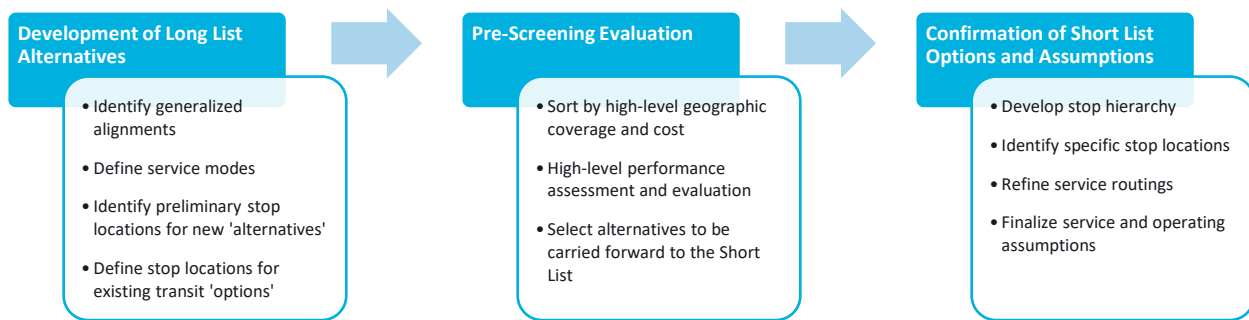 Development of Long List
Alternatives
• Identify generalized
alignments
• Define service modes
• Identify preliminary stop
locations for new 'alternatives'
• Define stop locations for
existing transit 'options'
Pre-Screening Evaluation
• Sort by high-level geographic
coverage and cost
• High-level performance
assessment and evaluation
• Select alternatives to be
carried forward to the Short
List
Confirmation of Short List
Options and Assumptions
• Develop stop hierarchy
• Identify specific stop locations
• Refine service routings
• Finalize service and operating
assumptions